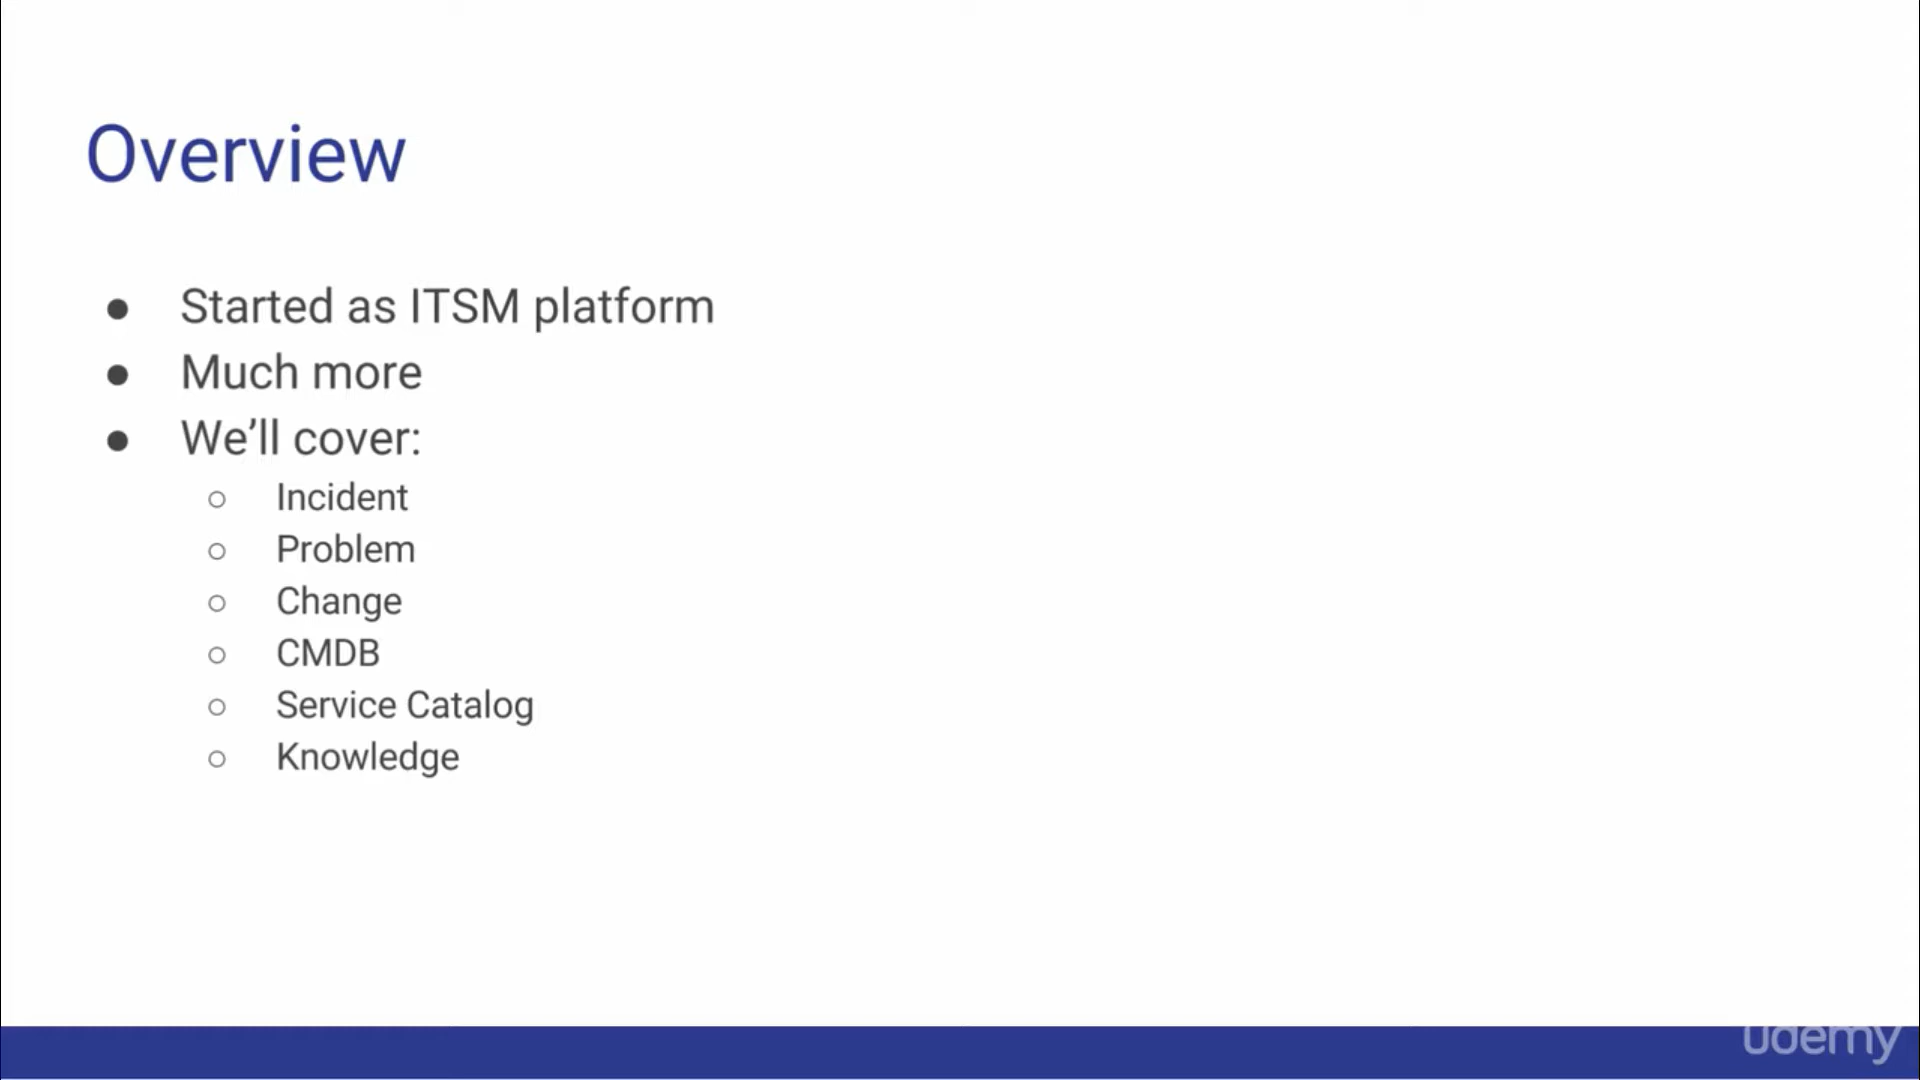 Overview
● Started as ITSM platform
● Much more
● We’ll cover:
○ Incident
○ Problem
○ Change
○ CMDB
○ Service Catalog
○ Knowledge
udemy